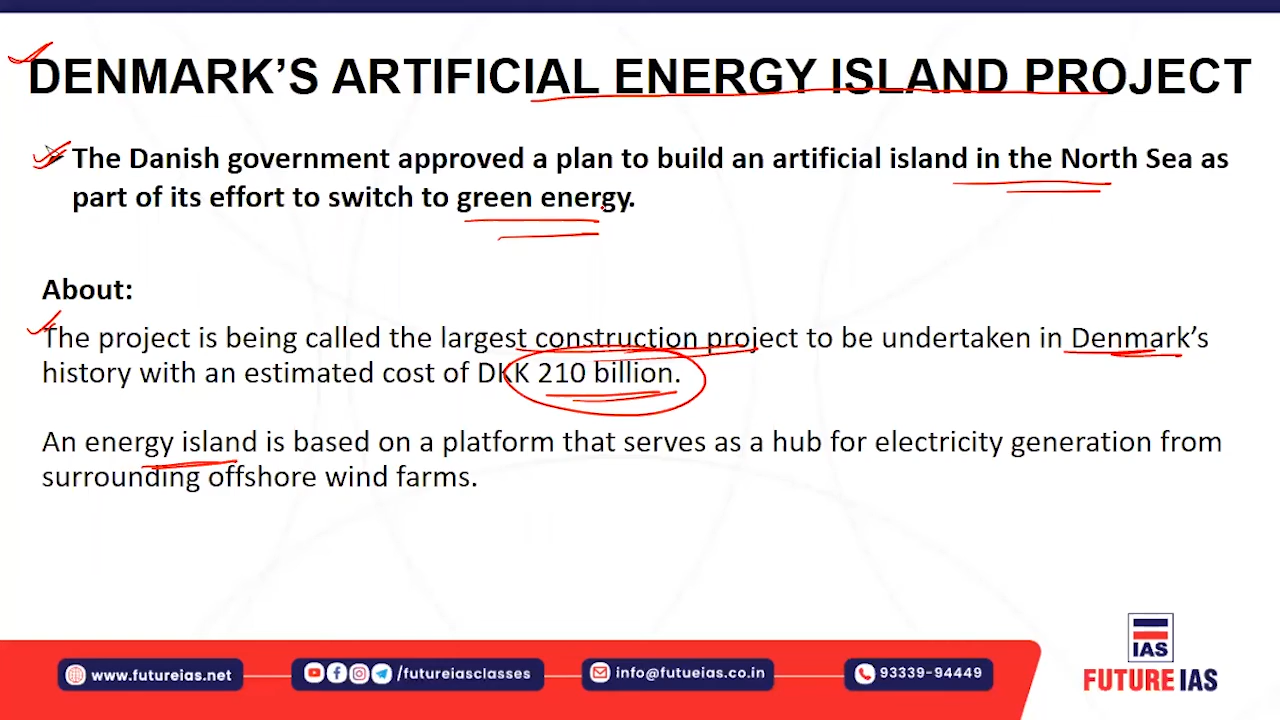 DENMARK'S ARTIFICIAL ENERGY ISLAND PROJECT
The Danish government approved a plan to build an artificial island in the North Sea as
part of its effort to switch to green energy.
About:
The project is being called the largest construction project to be undertaken in Denmark's
history with an estimated cost of DKK 210 billion.
An energy island is based on a platform that serves as a hub for electricity generation from
surrounding offshore wind farms.
IAS
www.futureias.net
/futureiasclasses
info@futueias.co.in
93339-94449
FUTURE IAS